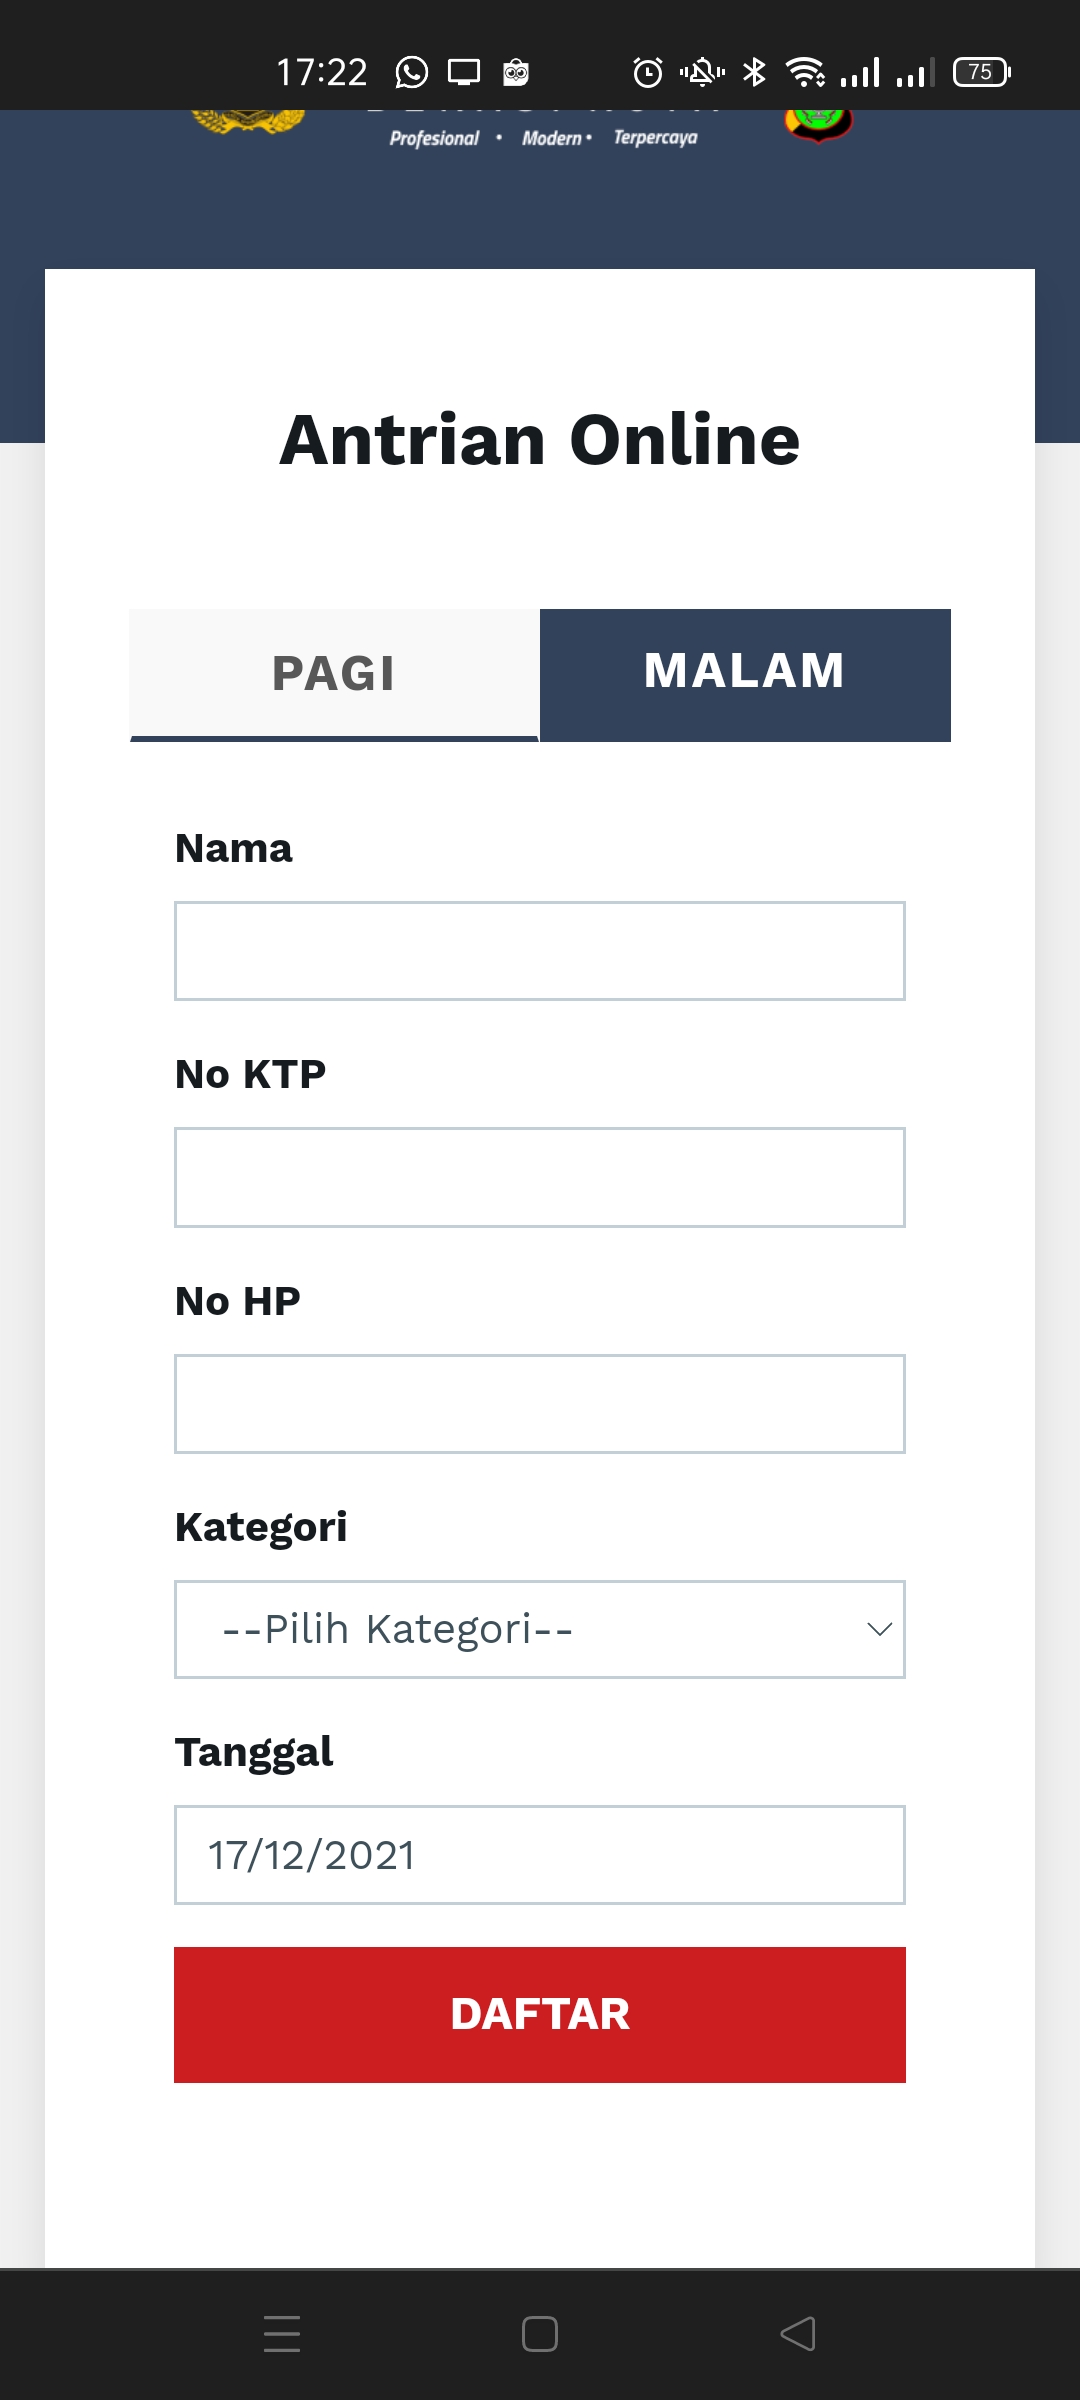 17:22
75
Profesional • Modern • Terpercaya
Antrian Online
PAGI
MALAM
Nama
No KTP
No HP
Kategori
--Pilih Kategori--
Tanggal
17/12/2021
DAFTAR